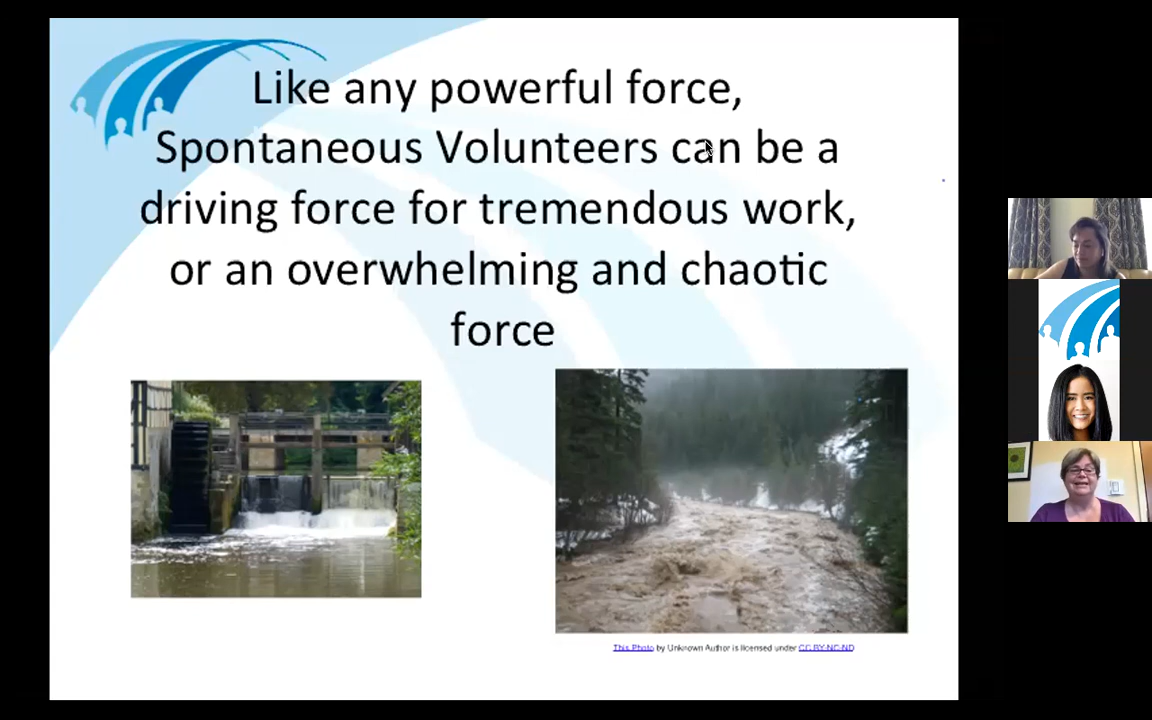 Like any powerful force,
Spontaneous Volunteers can be a
driving force for tremendous work,
or an overwhelming and chaotic
force
This Photo by Unknown Author is licensed under CC BY-NC-ND